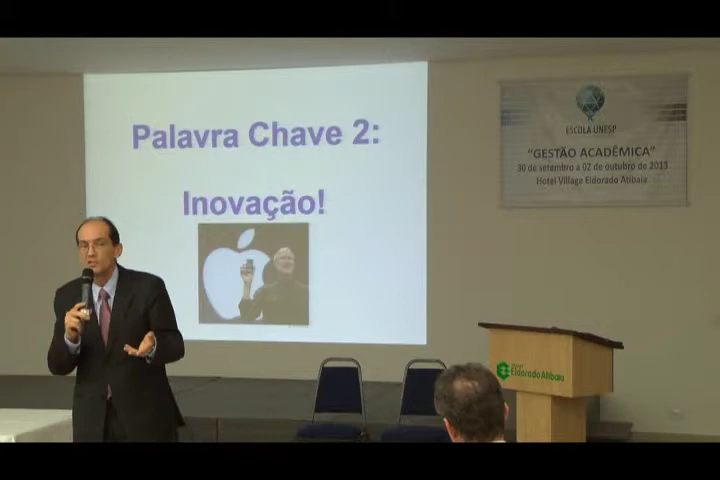 Palavra Chave 2:
Inovação!
ESCOLA UNESP
"GESTÃO ACADÊMICA"
30 de setembro a 02 de outubro de 2013
Hotel Village Eldorado Atibaia
Eldorado Atibaia